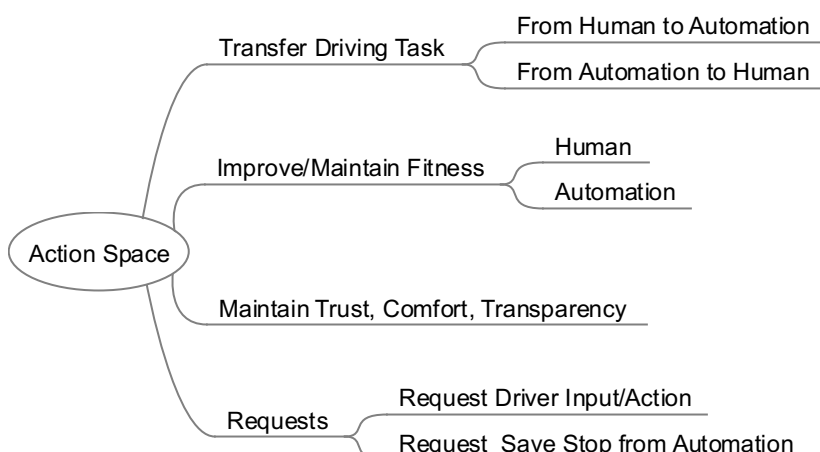 From Human to Automation
Transfer Driving Task
From Automation to Human
Human
Improve/Maintain Fitness
Automation
Action Space
Maintain Trust, Comfort, Transparency
Request Driver Input/Action
Requests
Request Save Stop from Automation